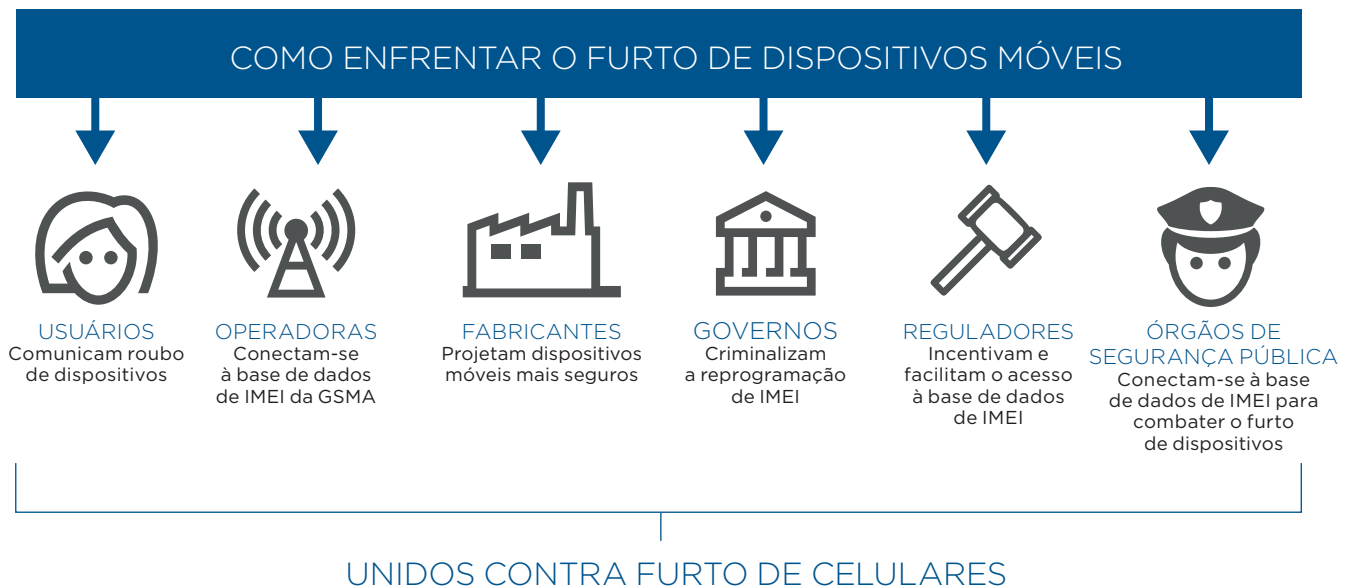 COMO ENFRENTAR O FURTO DE DISPOSITIVOS MÓVEIS
USUÁRIOS
Comunicam roubo
de dispositivos
OPERADORAS
Conectam-se
à base de dados
de IMEI da GSMA
FABRICANTES
Projetam dispositivos
móveis mais seguros
GOVERNOS
Criminalizam
a reprogramação
de IMEI
REGULADORES
Incentivam e
facilitam o acesso
à base de dados
de IMEI
ÓRGÃOS DE
SEGURANÇA PÚBLICA
Conectam-se à base
de dados de IMEI para
combater o furto
de dispositivos
UNIDOS CONTRA FURTO DE CELULARES